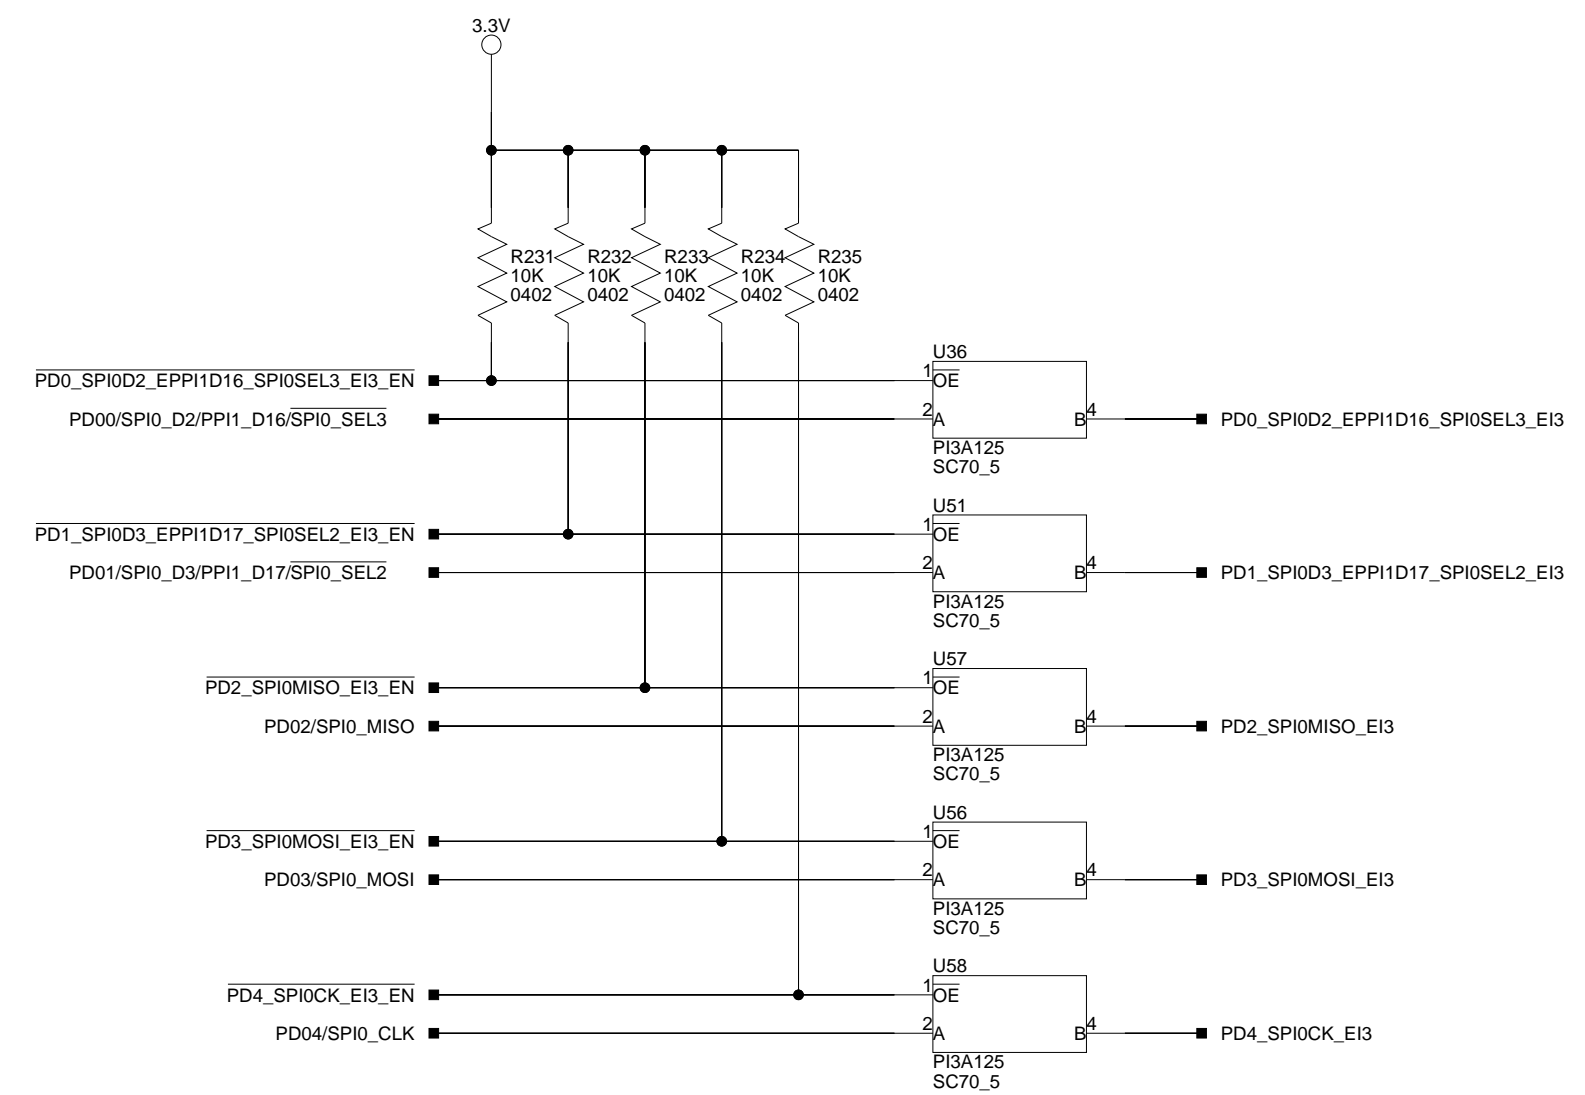 3.3V
R231 R232 R233 R234 R235
10K 10K 10K 10K 10K
0402 0402 0402 0402 0402
U36
PD0_SPI0D2_EPPI1D16_SPI0SEL3_EI3_EN 1 OE
PD00/SPI0_D2/PPI1_D16/SPI0_SEL3 2 A B 4 PD0_SPI0D2_EPPI1D16_SPI0SEL3_EI3
PI3A125
SC70_5
U51
PD1_SPI0D3_EPPI1D17_SPI0SEL2_EI3_EN 1 OE
PD01/SPI0_D3/PPI1_D17/SPI0_SEL2 2 A B 4 PD1_SPI0D3_EPPI1D17_SPI0SEL2_EI3
PI3A125
SC70_5
U57
PD2_SPI0MISO_EI3_EN 1 OE
PD02/SPI0_MISO 2 A B 4 PD2_SPI0MISO_EI3
PI3A125
SC70_5
U56
PD3_SPI0MOSI_EI3_EN 1 OE
PD03/SPI0_MOSI 2 A B 4 PD3_SPI0MOSI_EI3
PI3A125
SC70_5
U58
PD4_SPI0CK_EI3_EN 1 OE
PD04/SPI0_CLK 2 A B 4 PD4_SPI0CK_EI3
PI3A125
SC70_5